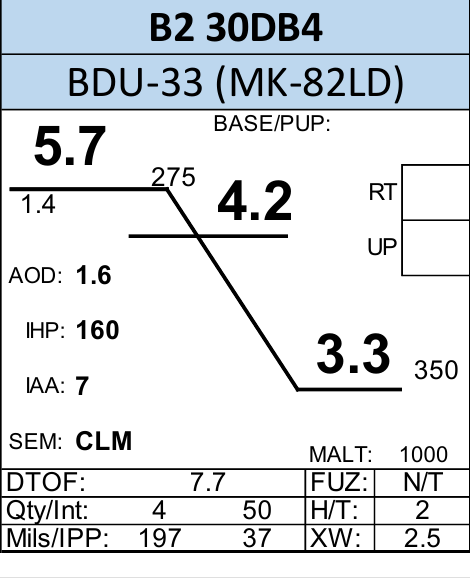 B2 30DB4
BDU-33 (MK-82LD)
BASE/PUP:
5.7
275
1.4
4.2
RT
UP
AOD: 1.6
IHP: 160
3.3
350
IAA: 7
SEM: CLM
MALT: 1000
DTOF: 7.7 FUZ: N/T
Qty/Int: 4 50 H/T: 2
Mils/IPP: 197 37 XW: 2.5